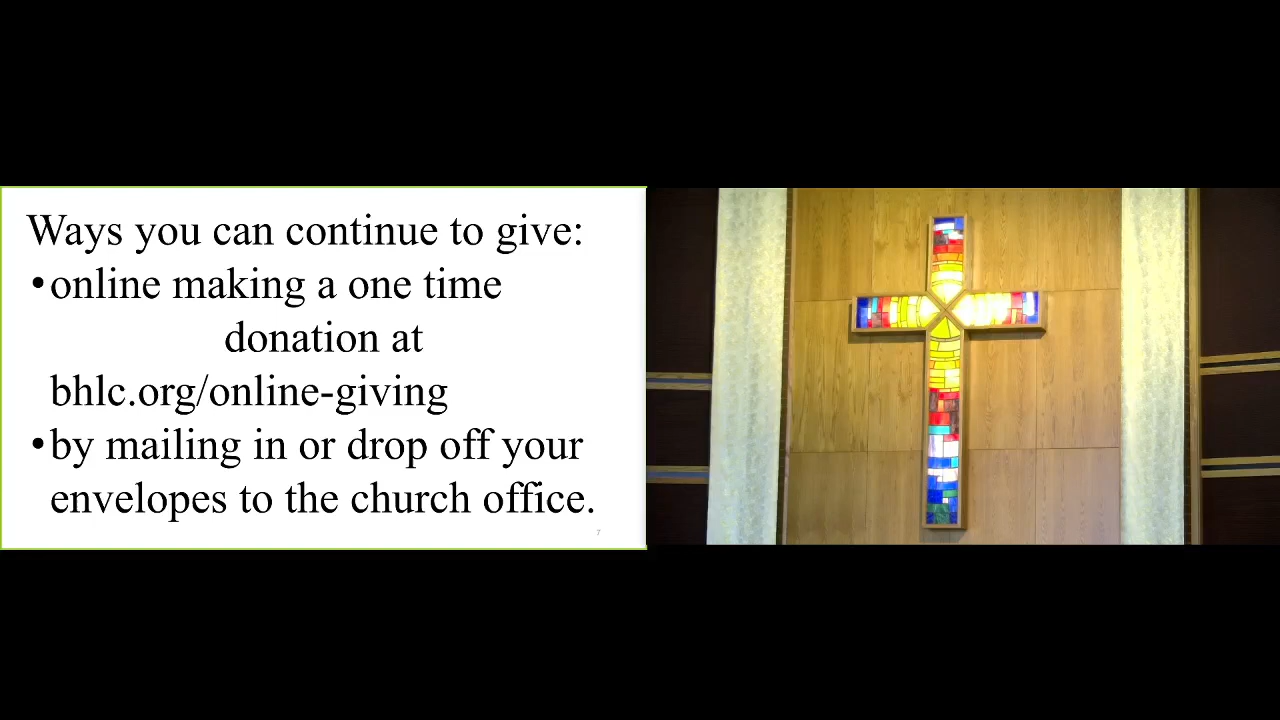 Ways you can continue to give:
•online making a one time
donation at
bhlc.org/online-giving
•by mailing in or drop off your
envelopes to the church office.
7